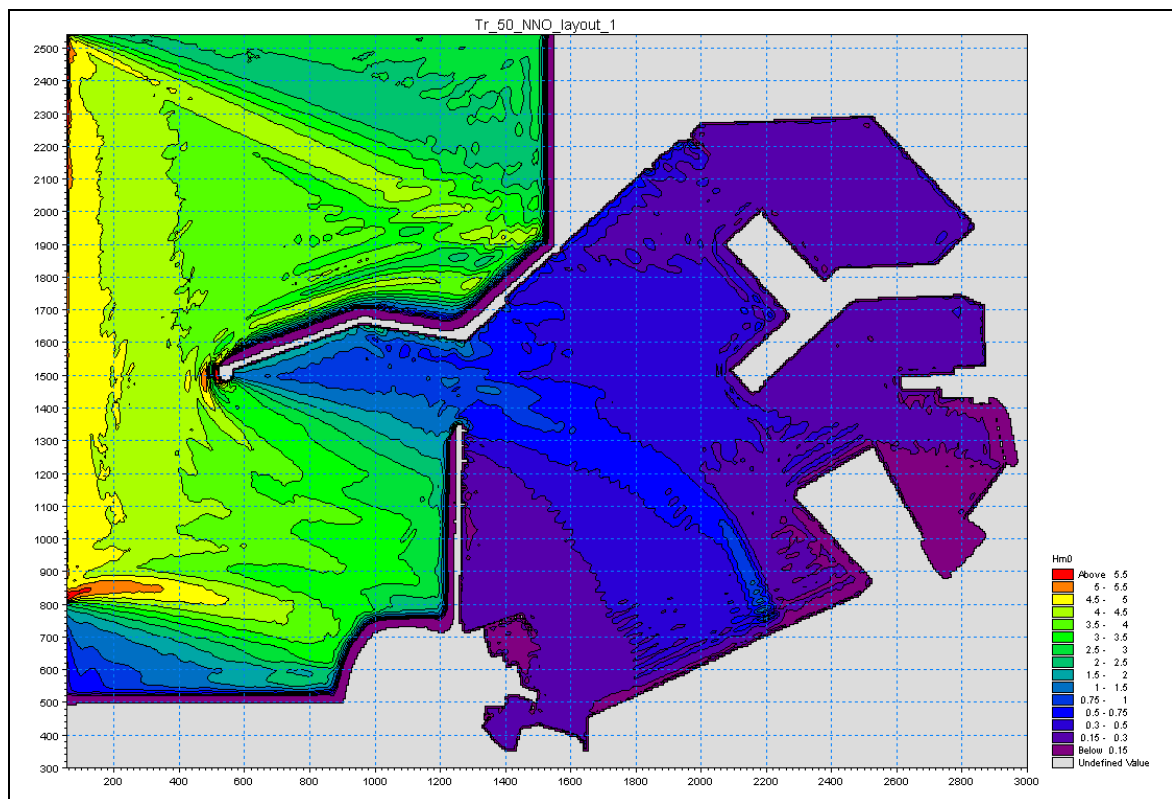 Tr_50_NNO_layout_1
2500
2400
2300
2200
2100
2000
1900
1800
1700
1600
1500
1400
1300
1200
1100
1000
900
800
700
600
500
400
300
200 400 600 800 1000 1200 1400 1600 1800 2000 2200 2400 2600 2800 3000
Hm0
Above 5.5
5 - 5.5
4.5 - 5
4 - 4.5
3.5 - 4
3 - 3.5
2.5 - 3
2 - 2.5
1.5 - 2
1 - 1.5
0.75 - 1
0.5 - 0.75
0.3 - 0.5
0.15 - 0.3
Below 0.15
Undefined Value